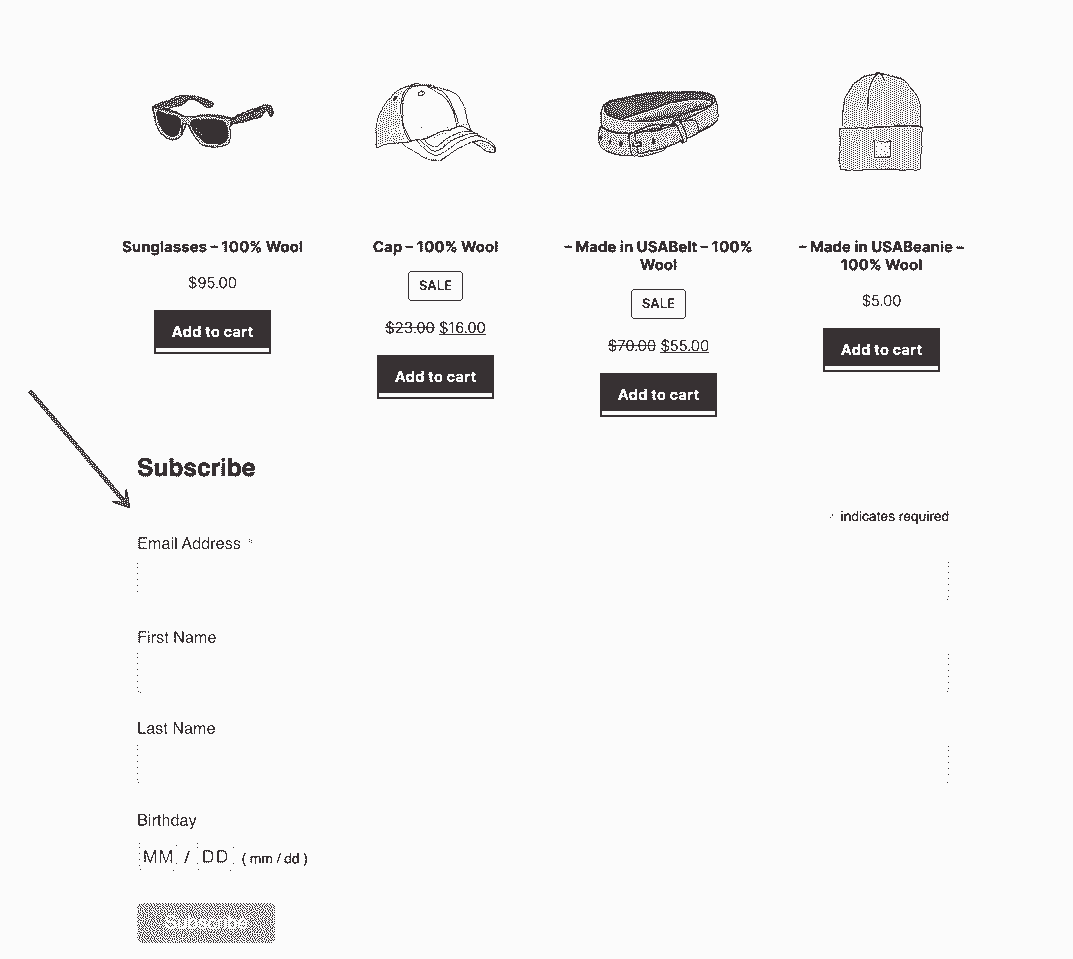 Sunglasses – 100% Wool
$95.00
Add to cart
Cap – 100% Wool
SALE
$23.00 $16.00
Add to cart
– Made in USABelt – 100%
Wool
SALE
$70.00 $55.00
Add to cart
– Made in USABeanie –
100% Wool
$5.00
Add to cart
Subscribe
* indicates required
Email Address *
First Name
Last Name
Birthday
MM / DD ( mm / dd )
Subscribe